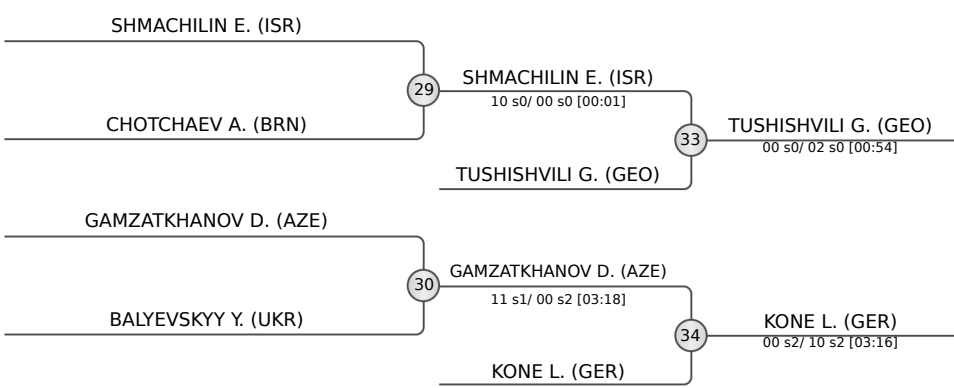 SHMACHILIN E. (ISR)
29
CHOTCHAEV A. (BRN)
SHMACHILIN E. (ISR)
10 s0/ 00 s0 [00:01]
33
TUSHISHVILI G. (GEO)
TUSHISHVILI G. (GEO)
00 s0/ 02 s0 [00:54]
GAMZATKHANOV D. (AZE)
30
BALYEVSKYY Y. (UKR)
GAMZATKHANOV D. (AZE)
11 s1/ 00 s2 [03:18]
34
KONE L. (GER)
KONE L. (GER)
00 s2/ 10 s2 [03:16]